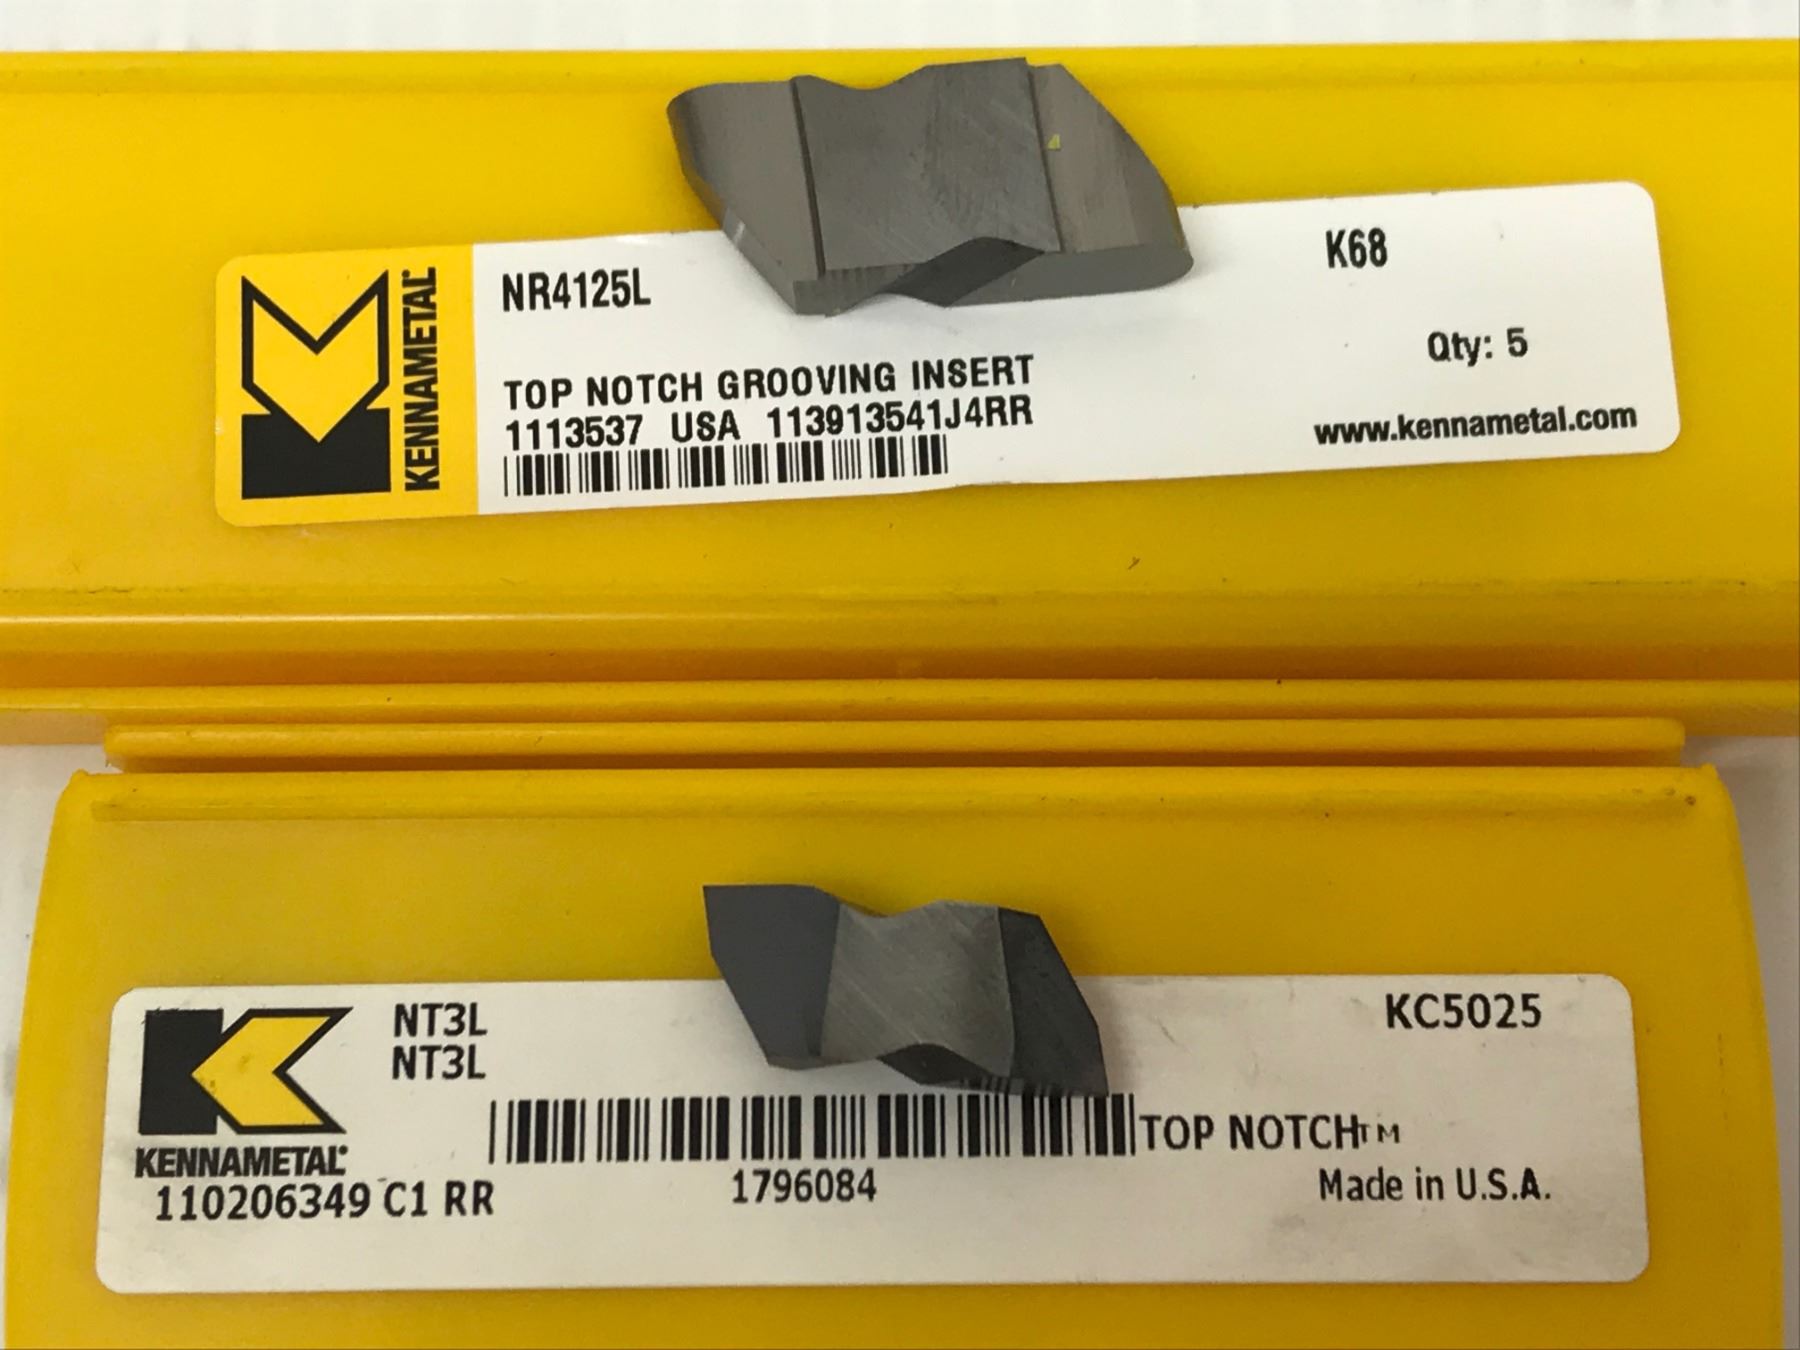 KENNAMETAL
NR4125L
K68
Qty: 5
TOP NOTCH GROOVING INSERT
1113537 USA 113913541J4RR
www.kennametal.com
NT3L
NT3L
KC5025
KENNAMETAL
TOP NOTCH™
110206349 C1 RR
1796084
Made in U.S.A.